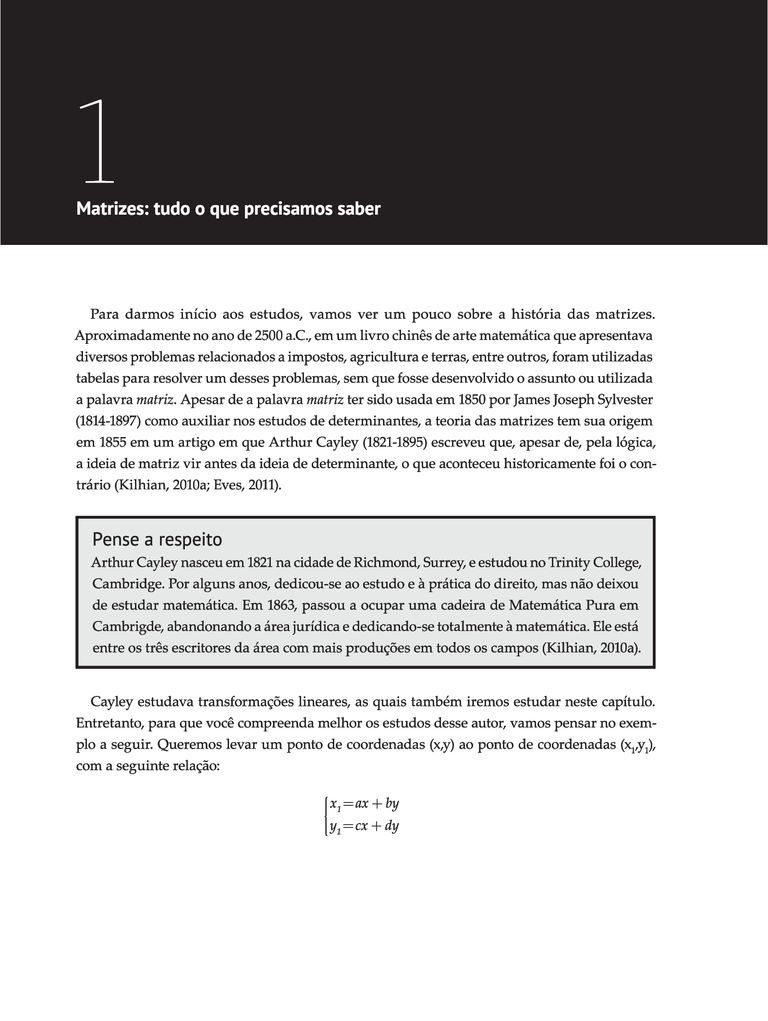 1
Matrizes: tudo o que precisamos saber
Para darmos início aos estudos, vamos ver um pouco sobre a história das matrizes.
Aproximadamente no ano de 2500 a.C., em um livro chinês de arte matemática que apresentava
diversos problemas relacionados a impostos, agricultura e terras, entre outros, foram utilizadas
tabelas para resolver um desses problemas, sem que fosse desenvolvido o assunto ou utilizada
a palavra matriz. Apesar de a palavra matriz ter sido usada em 1850 por James Joseph Sylvester
(1814-1897) como auxiliar nos estudos de determinantes, a teoria das matrizes tem sua origem
em 1855 em um artigo em que Arthur Cayley (1821-1895) escreveu que, apesar de, pela lógica,
a ideia de matriz vir antes da ideia de determinante, o que aconteceu historicamente foi o con-
trário (Kilhian, 2010a; Eves, 2011).
Pense a respeito
Arthur Cayley nasceu em 1821 na cidade de Richmond, Surrey, e estudou no Trinity College,
Cambridge. Por alguns anos, dedicou-se ao estudo e à prática do direito, mas não deixou
de estudar matemática. Em 1863, passou a ocupar uma cadeira de Matemática Pura em
Cambrigde, abandonando a área jurídica e dedicando-se totalmente à matemática. Ele está
entre os três escritores da área com mais produções em todos os campos (Kilhian, 2010a).
Cayley estudava transformações lineares, as quais também iremos estudar neste capítulo.
Entretanto, para que você compreenda melhor os estudos desse autor, vamos pensar no exem-
plo a seguir. Queremos levar um ponto de coordenadas (x,y) ao ponto de coordenadas (x₁,y₁),
com a seguinte relação:
x₁=ax + by
y₁=cx + dy